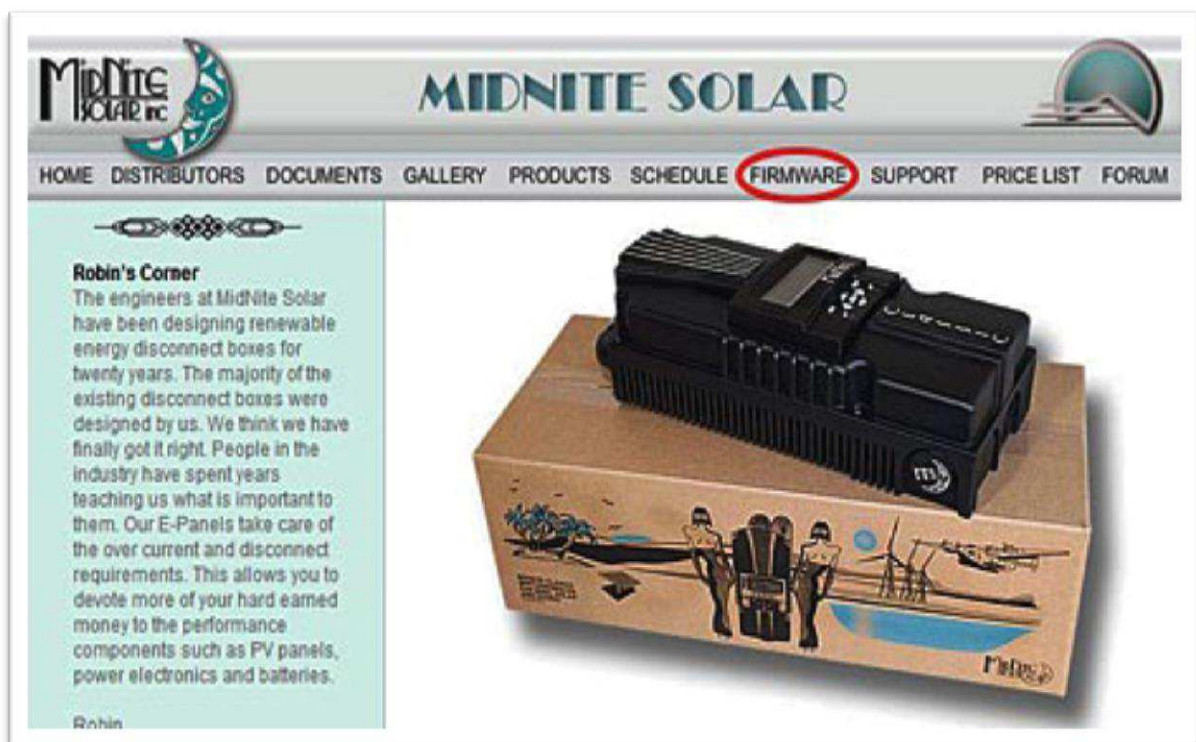 MIDNITE
SOLAR INC
MIDNITE SOLAR
HOME DISTRIBUTORS DOCUMENTS GALLERY PRODUCTS SCHEDULE FIRMWARE SUPPORT PRICE LIST FORUM
Robin's Corner
The engineers at MidNite Solar
have been designing renewable
energy disconnect boxes for
twenty years. The majority of the
existing disconnect boxes were
designed by us. We think we have
finally got it right. People in the
industry have spent years
teaching us what is important to
them. Our E-Panels take care of
the over current and disconnect
requirements. This allows you to
devote more of your hard earned
money to the performance
components such as PV panels,
power electronics and batteries.
Robin
CLASSIC
MIDNITE